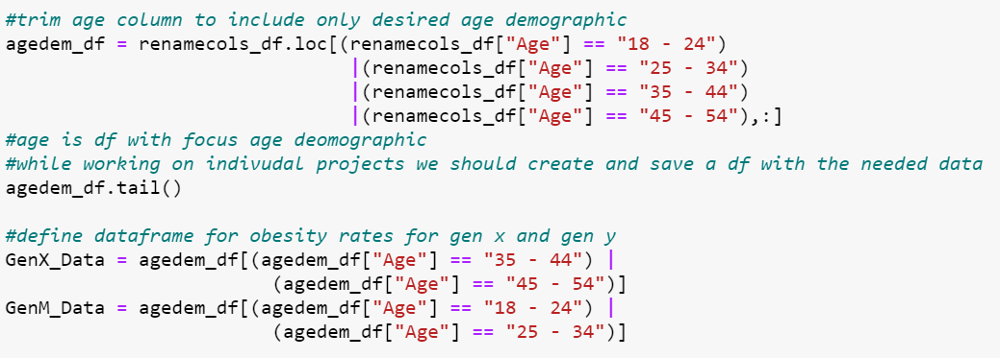 #trim age column to include only desired age demographic
agedem_df = renamecols_df.loc[(renamecols_df["Age"] == "18 - 24")
|(renamecols_df["Age"] == "25 - 34")
|(renamecols_df["Age"] == "35 - 44")
|(renamecols_df["Age"] == "45 - 54"),:]
#age is df with focus age deomographic
#while working on indivudal projects we should create and save a df with the needed data
agedem_df.tail()

#define dataframe for obesity rates for gen x and gen y
GenX_Data = agedem_df[(agedem_df["Age"] == "35 - 44") |
(agedem_df["Age"] == "45 - 54")]
GenM_Data = agedem_df[(agedem_df["Age"] == "18 - 24") |
(agedem_df["Age"] == "25 - 34")]